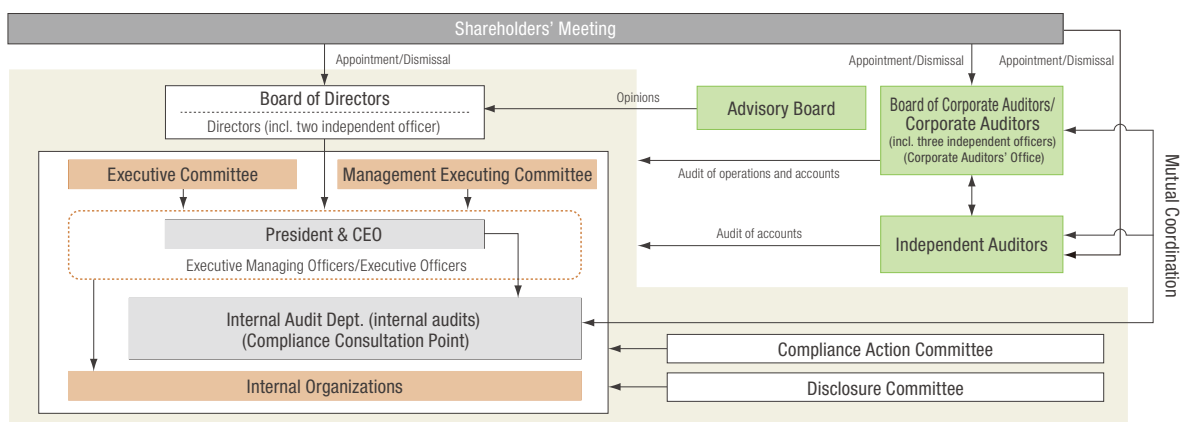 Shareholders' Meeting
Appointment/Dismissal
Appointment/Dismissal
Appointment/Dismissal
Board of Directors
Directors (incl. two independent officer)
Opinions
Advisory Board
Board of Corporate Auditors/
Corporate Auditors
(incl. three independent officers)
(Corporate Auditors' Office)
Executive Committee
Management Executing Committee
Audit of operations and accounts
Mutual Coordination
President & CEO
Executive Managing Officers/Executive Officers
Audit of accounts
Independent Auditors
Internal Audit Dept. (internal audits)
(Compliance Consultation Point)
Compliance Action Committee
Internal Organizations
Disclosure Committee